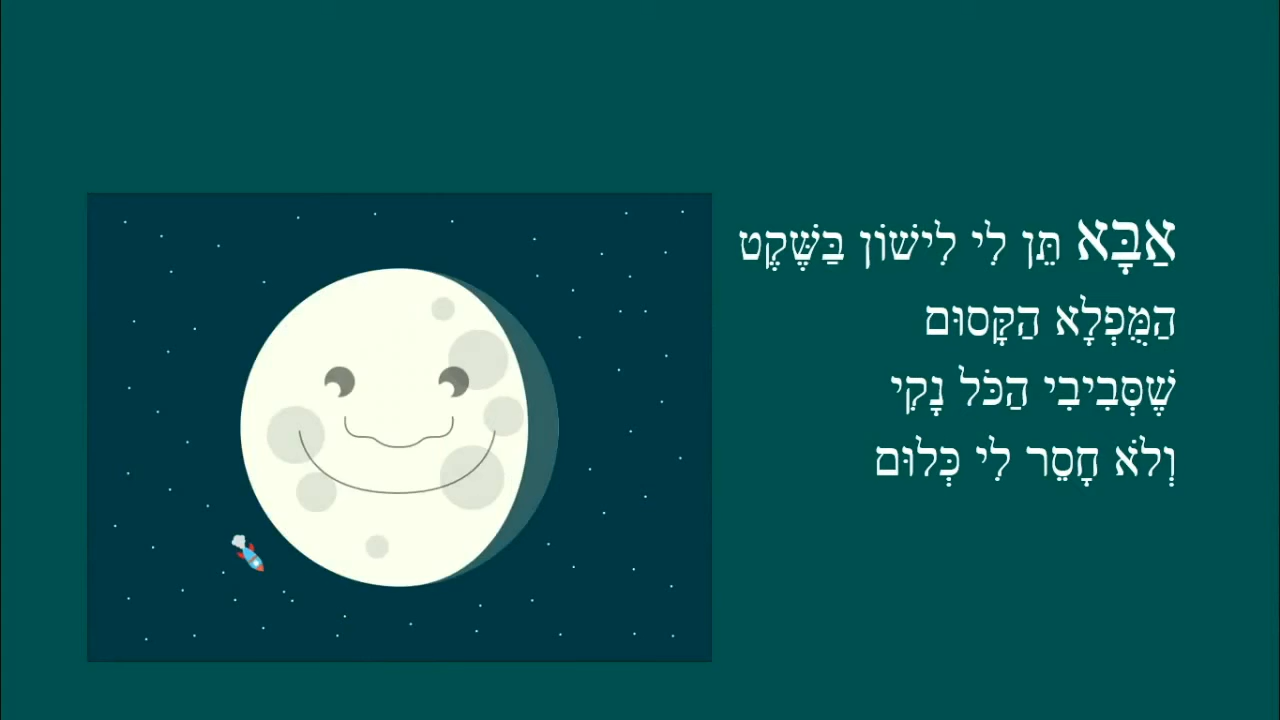 אַבָּא תֵּן לִי לִישׁוֹן בַּשֶּׁקֶט
הַמֻּפְלָא הַקָּסוּם
שֶׁסְּבִיבִי הַכֹּל נָקִי
וְלֹא חָסֵר לִי כְּלוּם